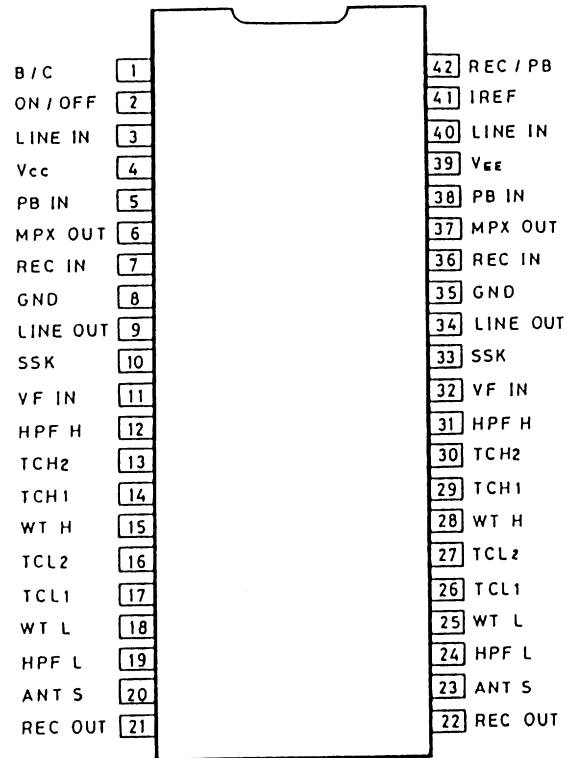 B/C 1
ON/OFF 2
LINE IN 3
Vcc 4
PB IN 5
MPX OUT 6
REC IN 7
GND 8
LINE OUT 9
SSK 10
VF IN 11
HPF H 12
TCH2 13
TCH1 14
WT H 15
TCL2 16
TCL1 17
WT L 18
HPF L 19
ANT S 20
REC OUT 21
42 REC/PB
41 IREF
40 LINE IN
39 VEE
38 PB IN
37 MPX OUT
36 REC IN
35 GND
34 LINE OUT
33 SSK
32 VF IN
31 HPF H
30 TCH2
29 TCH1
28 WT H
27 TCL2
26 TCL1
25 WT L
24 HPF L
23 ANT S
22 REC OUT